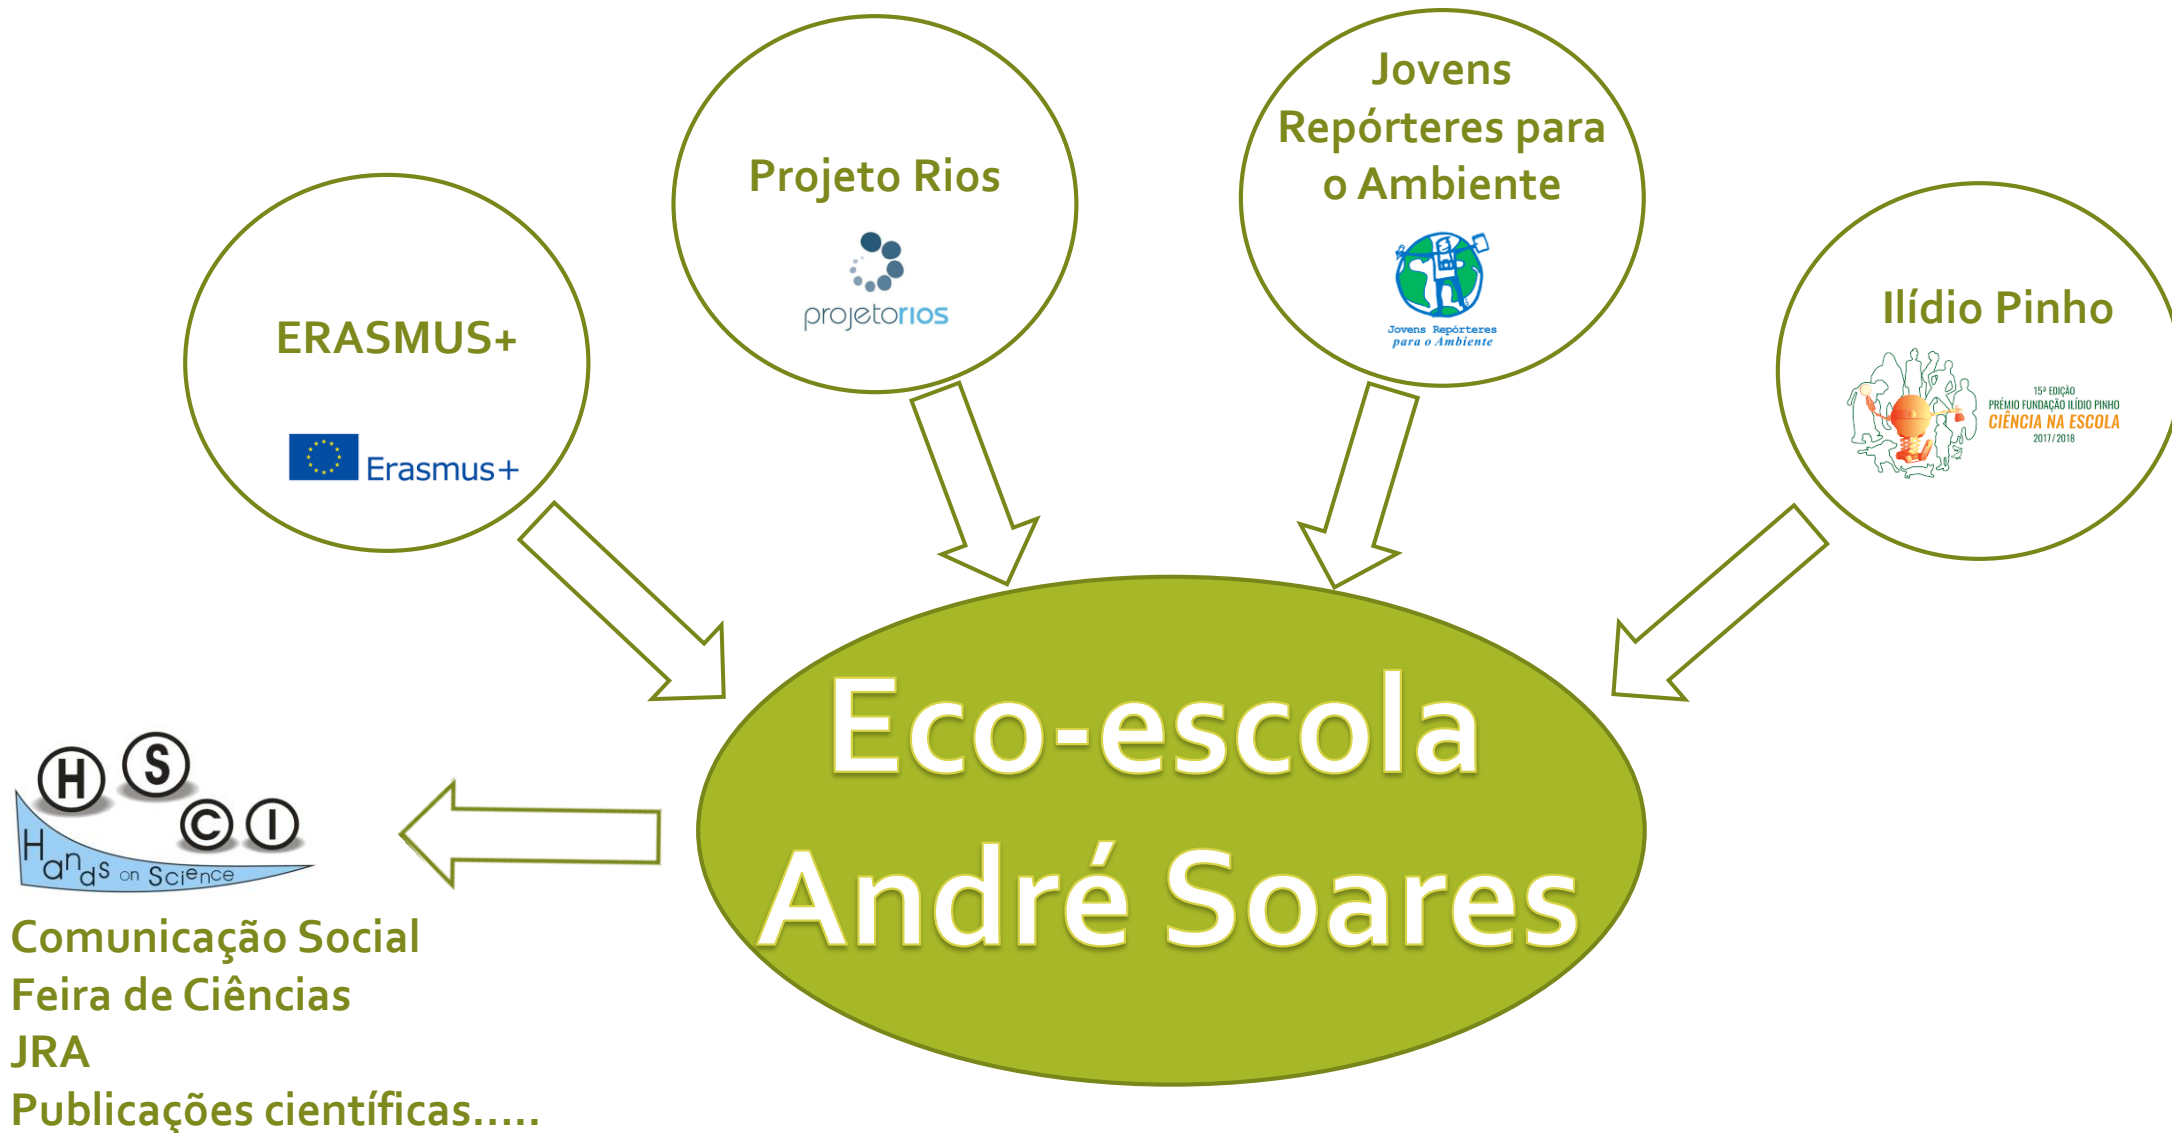 Jovens
Repórteres para
o Ambiente
Jovens Repórteres
para o Ambiente
Projeto Rios
projetorios
ERASMUS+
Erasmus+
Ilídio Pinho
15ª EDIÇÃO
PRÉMIO FUNDAÇÃO ILÍDIO PINHO
CIÊNCIA NA ESCOLA
2017/2018
Eco-escola
André Soares
H S
C I
Hands on Science
Comunicação Social
Feira de Ciências
JRA
Publicações científicas.....